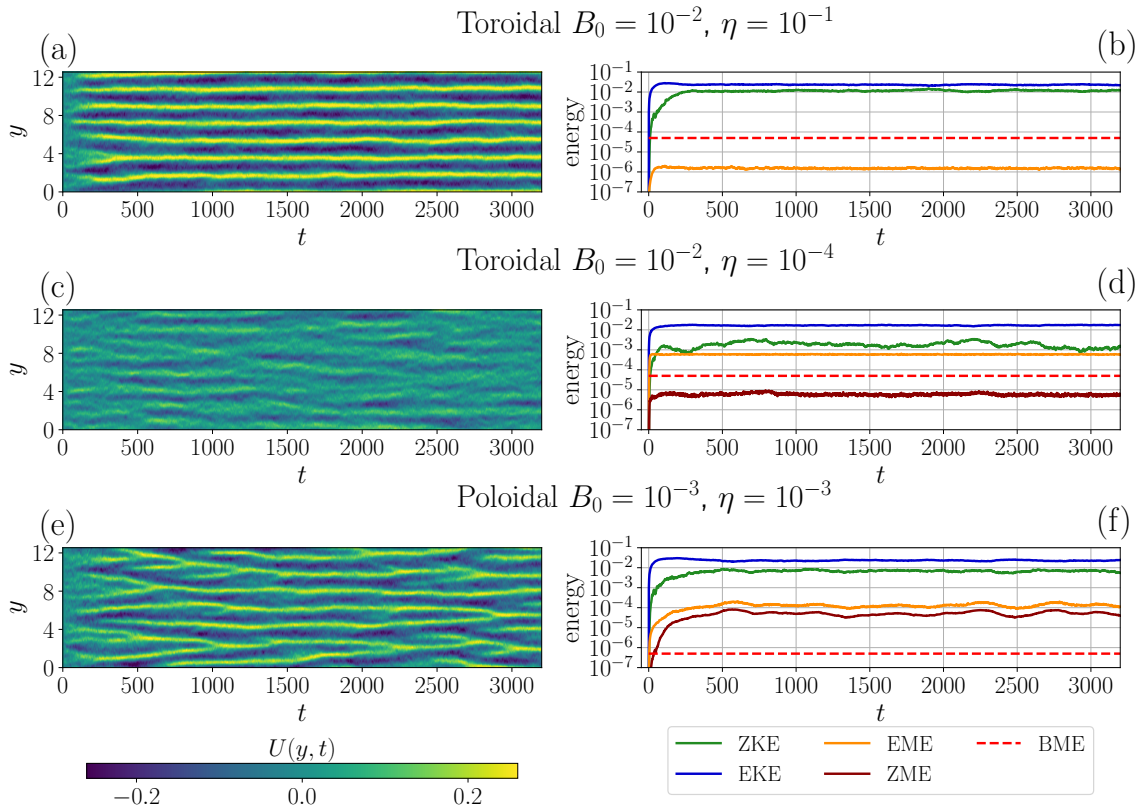 Toroidal B₀ = 10⁻², η = 10⁻¹
(a)
(b)
y
12
8
4
0
0 500 1000 1500 2000 2500 3000
t
energy
10⁻¹
10⁻²
10⁻³
10⁻⁴
10⁻⁵
10⁻⁶
10⁻⁷
0 500 1000 1500 2000 2500 3000
t
Toroidal B₀ = 10⁻², η = 10⁻⁴
(c)
(d)
y
12
8
4
0
0 500 1000 1500 2000 2500 3000
t
energy
10⁻¹
10⁻²
10⁻³
10⁻⁴
10⁻⁵
10⁻⁶
10⁻⁷
0 500 1000 1500 2000 2500 3000
t
Poloidal B₀ = 10⁻³, η = 10⁻³
(e)
(f)
y
12
8
4
0
0 500 1000 1500 2000 2500 3000
t
energy
10⁻¹
10⁻²
10⁻³
10⁻⁴
10⁻⁵
10⁻⁶
10⁻⁷
0 500 1000 1500 2000 2500 3000
t
U(y, t)
−0.2 0.0 0.2
ZKE EME BME
EKE ZME